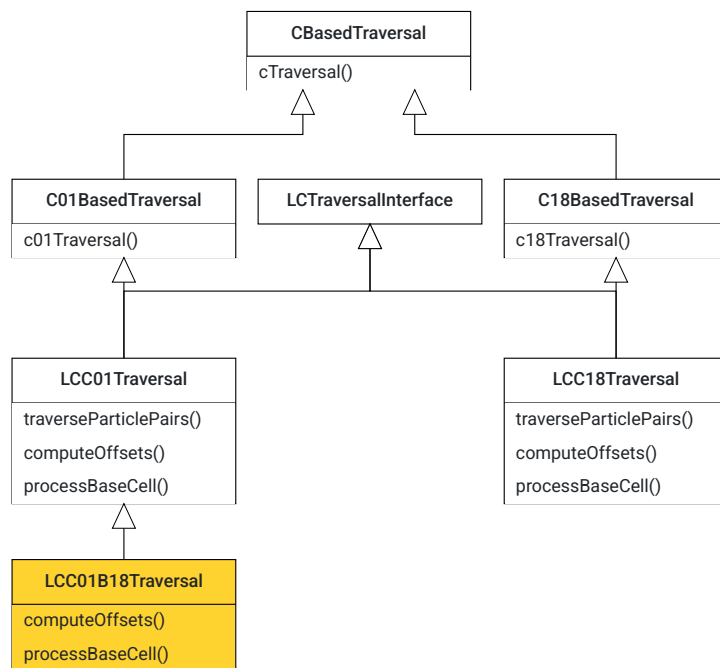 CBasedTraversal
cTraversal()
C01BasedTraversal
c01Traversal()
LCTraversalInterface
C18BasedTraversal
c18Traversal()
LCC01Traversal
traverseParticlePairs()
computeOffsets()
processBaseCell()
LCC18Traversal
traverseParticlePairs()
computeOffsets()
processBaseCell()
LCC01B18Traversal
computeOffsets()
processBaseCell()